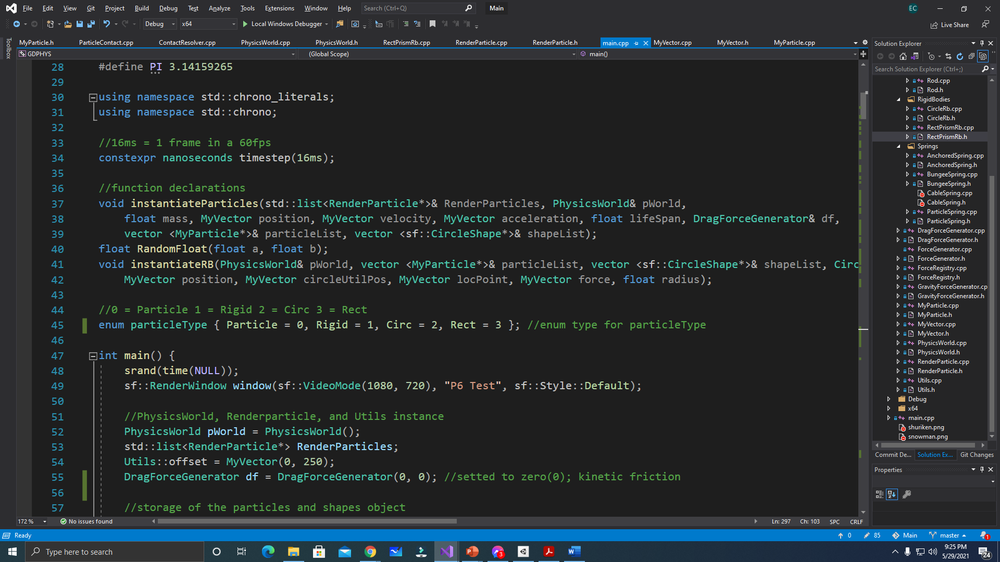 File Edit View Git Project Build Debug Test Analyze Tools Extensions Window Help Search (Ctrl+Q) Main EC
Debug x64 Local Windows Debugger Live Share
Toolbox
MyParticle.h ParticleContact.cpp ContactResolver.cpp PhysicsWorld.cpp PhysicsWorld.h RectPrismRb.cpp RenderParticle.cpp RenderParticle.h main.cpp MyVector.cpp MyVector.h MyParticle.cpp
GDPHYS (Global Scope) main()
28 #define PI 3.14159265
29
30 using namespace std::chrono_literals;
31 using namespace std::chrono;
32
33 //16ms = 1 frame in a 60fps
34 constexpr nanoseconds timestep(16ms);
35
36 //function declarations
37 void instantiateParticles(std::list<RenderParticle*>& RenderParticles, PhysicsWorld& pWorld,
38 float mass, MyVector position, MyVector velocity, MyVector acceleration, float lifeSpan, DragForceGenerator& df,
39 vector <MyParticle*>& particleList, vector <sf::CircleShape*>& shapeList);
40 float RandomFloat(float a, float b);
41 void instantiateRB(PhysicsWorld& pWorld, vector <MyParticle*>& particleList, vector <sf::CircleShape*>& shapeList, Circ
42 MyVector position, MyVector circleUtilPos, MyVector locPoint, MyVector force, float radius);
43
44 //0 = Particle 1 = Rigid 2 = Circ 3 = Rect
45 enum particleType { Particle = 0, Rigid = 1, Circ = 2, Rect = 3 }; //enum type for particleType
46
47 int main() {
48 srand(time(NULL));
49 sf::RenderWindow window(sf::VideoMode(1080, 720), "P6 Test", sf::Style::Default);
50
51 //PhysicsWorld, Renderparticle, and Utils instance
52 PhysicsWorld pWorld = PhysicsWorld();
53 std::list<RenderParticle*> RenderParticles;
54 Utils::offset = MyVector(0, 250);
55 DragForceGenerator df = DragForceGenerator(0, 0); //setted to zero(0); kinetic friction
56
57 //storage of the particles and shapes object
172 % No issues found Ln: 297 Ch: 103 SPC CRLF
Solution Explorer
Search Solution Explorer (Ctrl+;)
Rod.cpp
Rod.h
RigidBodies
CircleRb.cpp
CircleRb.h
RectPrismRb.cpp
RectPrismRb.h
Springs
AnchoredSpring.cpp
AnchoredSpring.h
BungeeSpring.cpp
BungeeSpring.h
CableSpring.cpp
CableSpring.h
ParticleSpring.cpp
ParticleSpring.h
DragForceGenerator.cpp
DragForceGenerator.h
ForceGenerator.cpp
ForceGenerator.h
ForceRegistry.cpp
ForceRegistry.h
GravityForceGenerator.cp
GravityForceGenerator.h
MyParticle.cpp
MyParticle.h
MyVector.cpp
MyVector.h
PhysicsWorld.cpp
PhysicsWorld.h
RenderParticle.cpp
RenderParticle.h
Utils.cpp
Utils.h
Debug
x64
main.cpp
shuriken.png
snowman.png
Commit De... Solution Ex... Git Changes
Properties
Ready 0 85 Main master 1
Type here to search 3 9:25 PM
5/29/2021 24